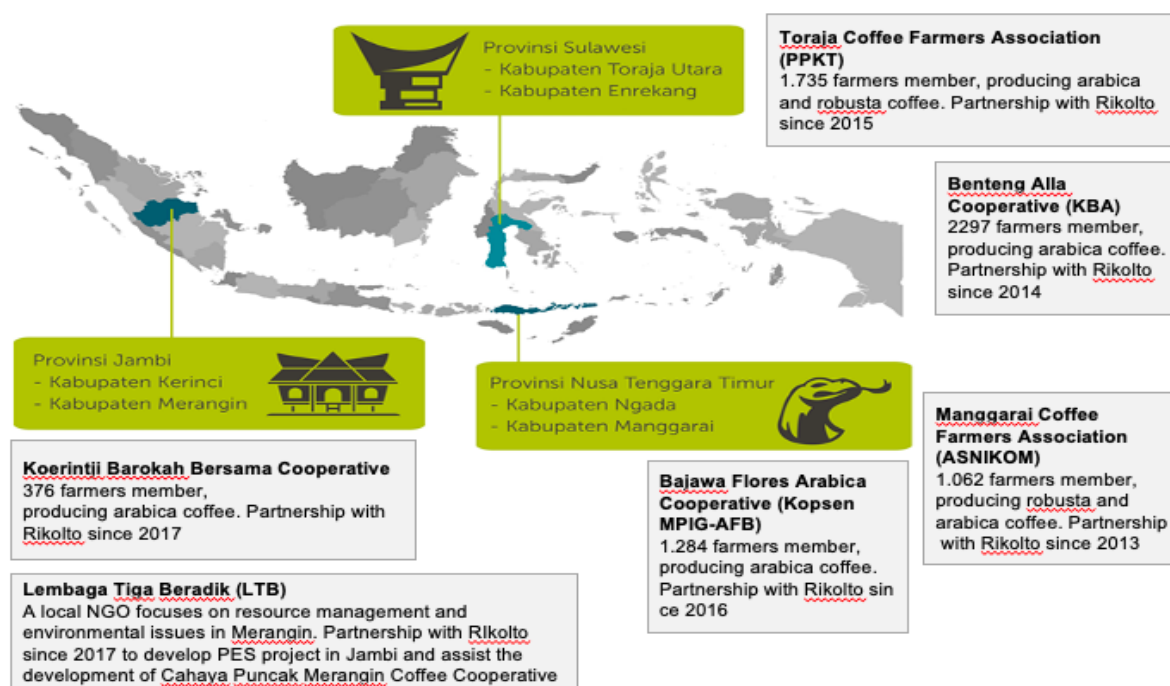 Provinsi Sulawesi
- Kabupaten Toraja Utara
- Kabupaten Enrekang
Toraja Coffee Farmers Association
(PPKT)
1.735 farmers member, producing arabica
and robusta coffee. Partnership with Rikolto
since 2015
Benteng Alla
Cooperative (KBA)
2297 farmers member,
producing arabica coffee.
Partnership with Rikolto
since 2014
Provinsi Jambi
- Kabupaten Kerinci
- Kabupaten Merangin
Provinsi Nusa Tenggara Timur
- Kabupaten Ngada
- Kabupaten Manggarai
Manggarai Coffee
Farmers Association
(ASNIKOM)
1.062 farmers member,
producing robusta and
arabica coffee. Partnership
with Rikolto since 2013
Koerintji Barokah Bersama Cooperative
376 farmers member,
producing arabica coffee. Partnership with
Rikolto since 2017
Bajawa Flores Arabica
Cooperative (Kopsen
MPIG-AFB)
1.284 farmers member,
producing arabica coffee.
Partnership with Rikolto sin
ce 2016
Lembaga Tiga Beradik (LTB)
A local NGO focuses on resource management and
environmental issues in Merangin. Partnership with RIkolto
since 2017 to develop PES project in Jambi and assist the
development of Cahaya Puncak Merangin Coffee Cooperative